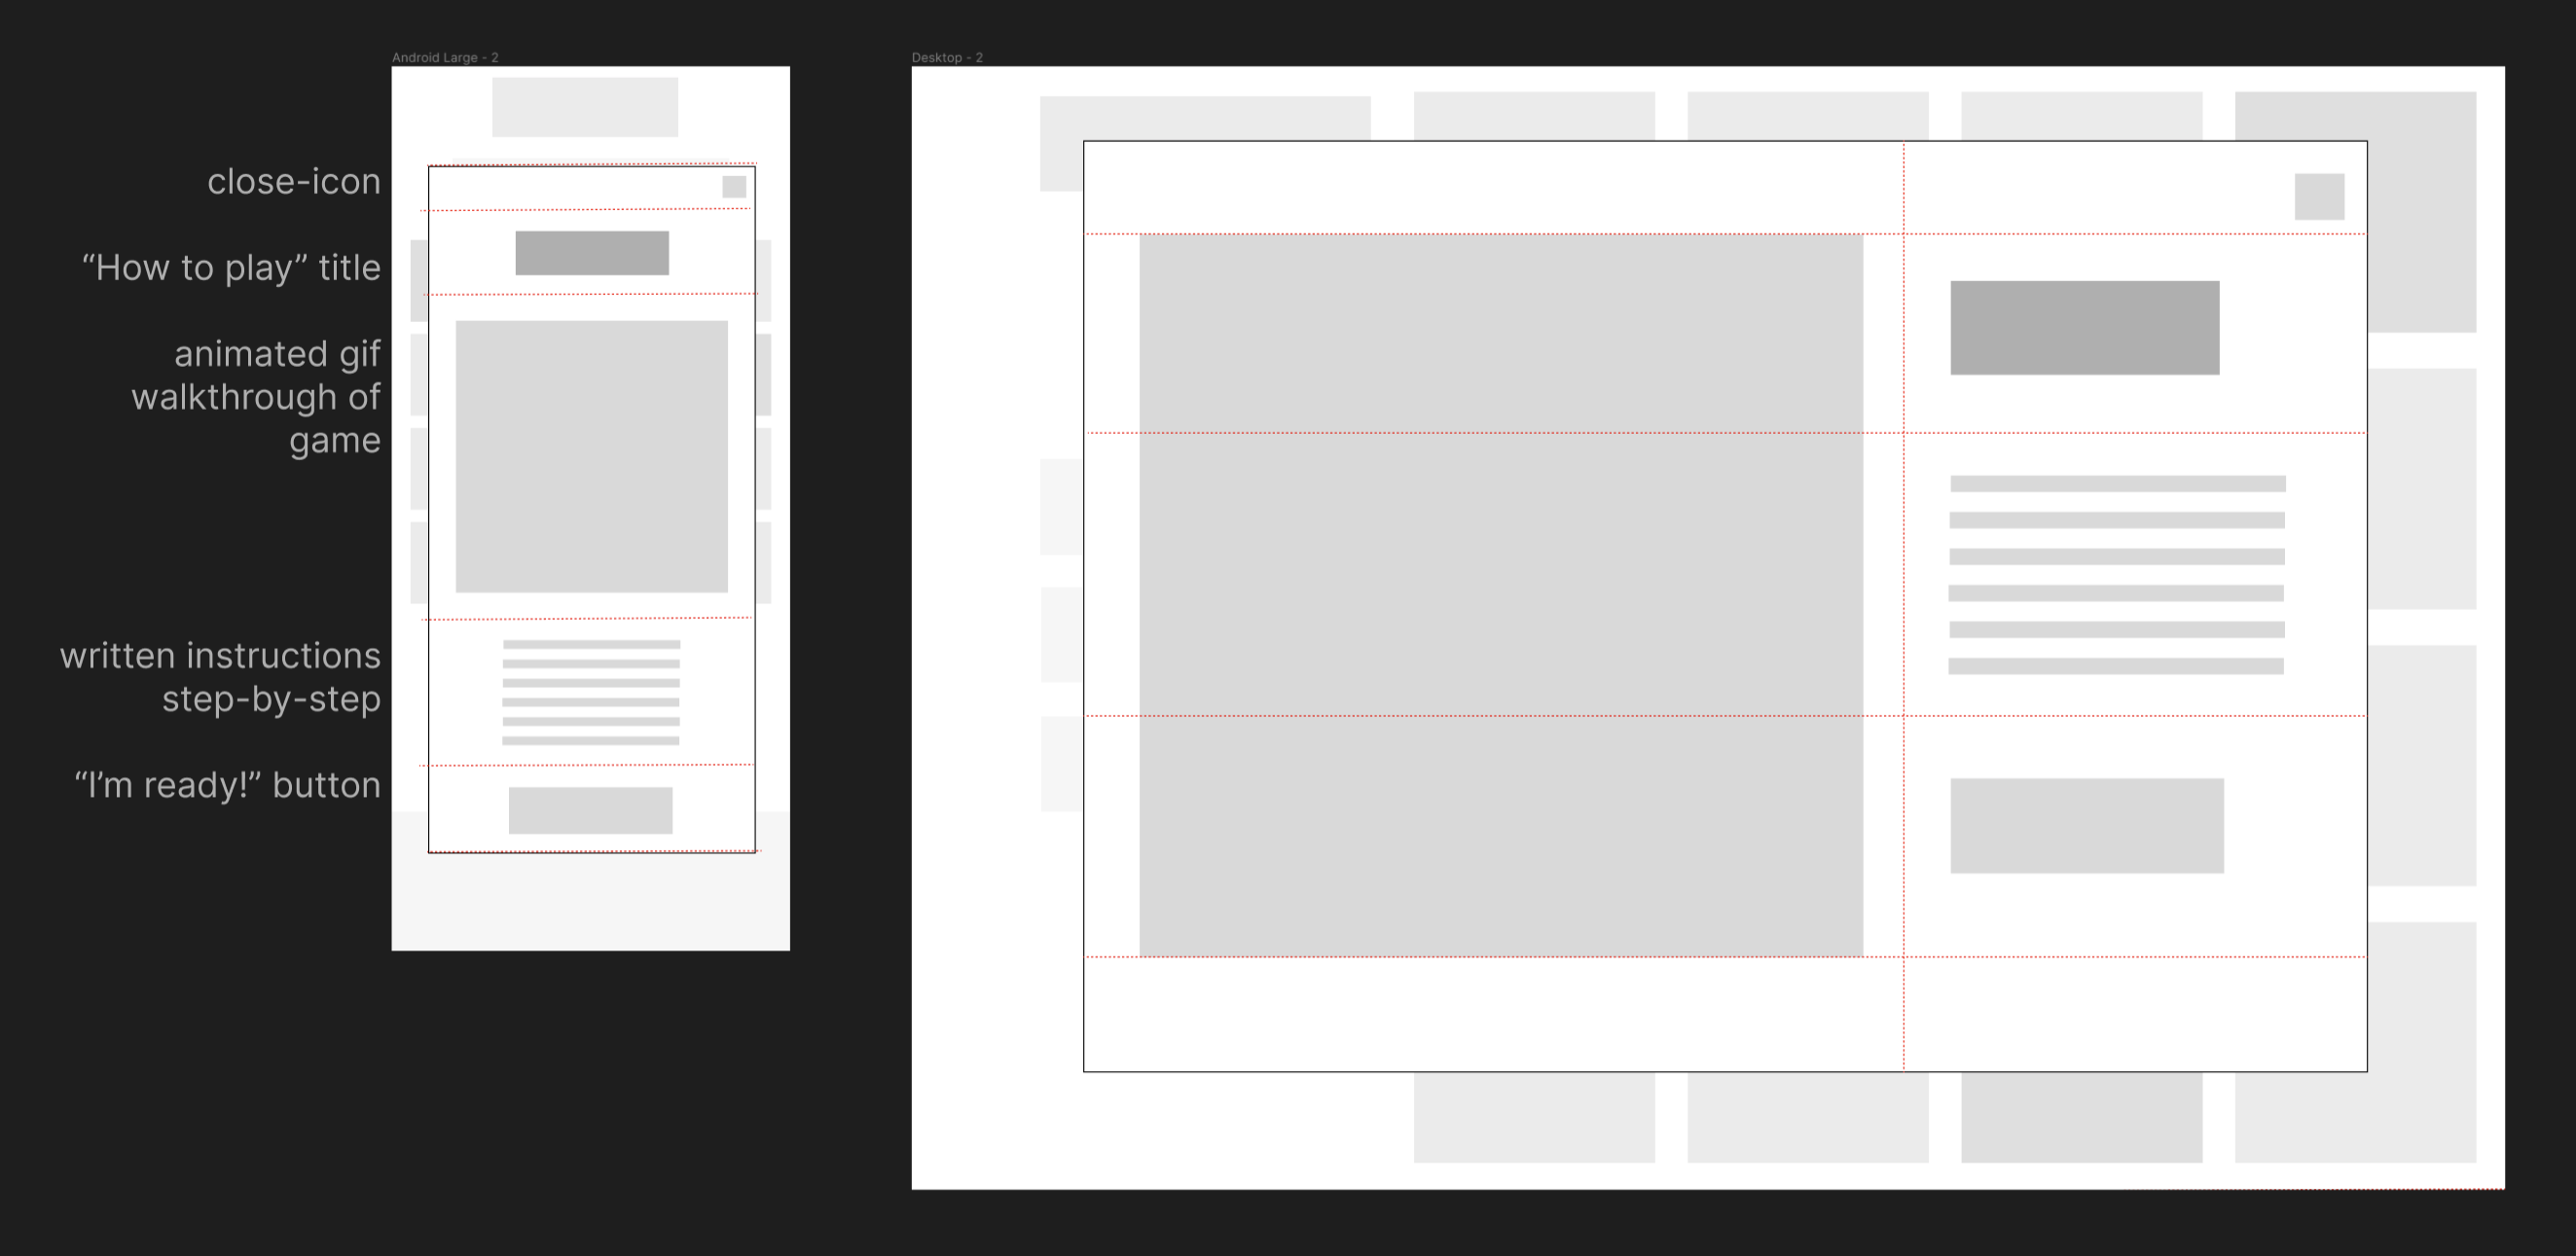 Android Large - 2
Desktop - 2
close-icon
“How to play” title
animated gif
walkthrough of
game
written instructions
step-by-step
“I’m ready!” button